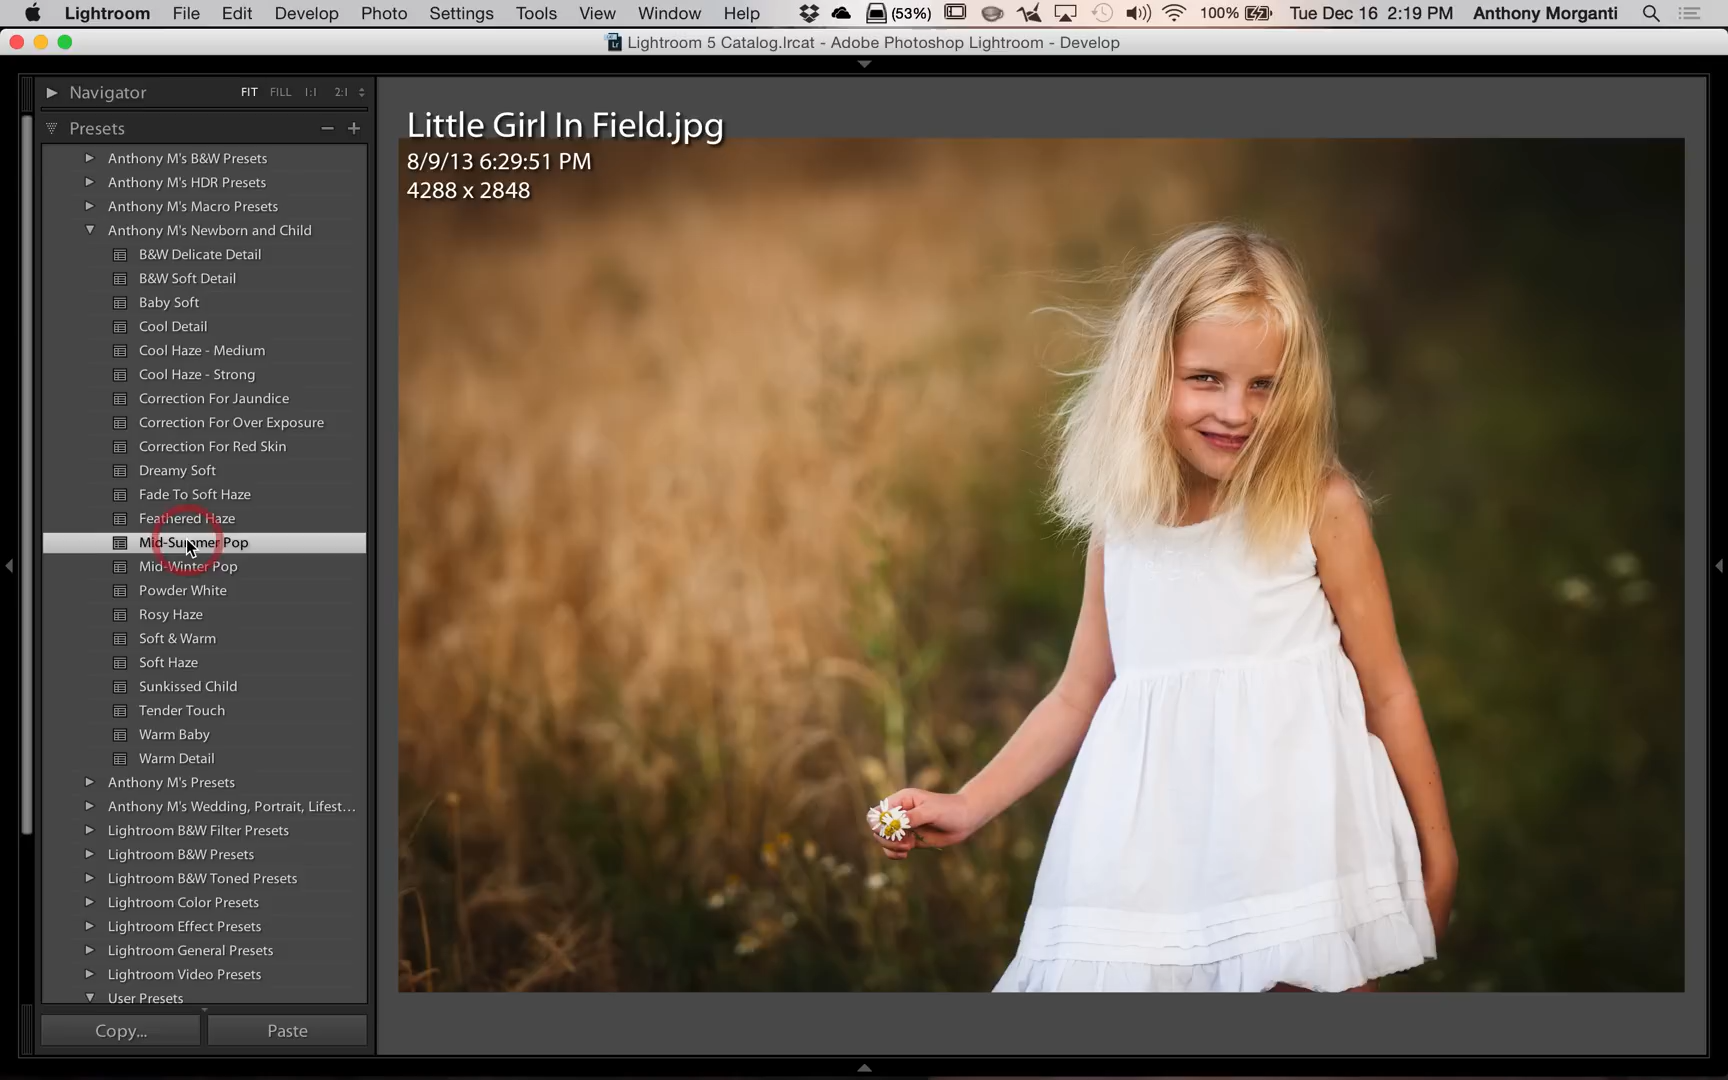 Lightroom File Edit Develop Photo Settings Tools View Window Help (53%) 100% Tue Dec 16 2:19 PM Anthony Morganti
Lightroom 5 Catalog.lrcat - Adobe Photoshop Lightroom - Develop
Navigator FIT FILL 1:1 2:1
Presets
Anthony M's B&W Presets
Anthony M's HDR Presets
Anthony M's Macro Presets
Anthony M's Newborn and Child
B&W Delicate Detail
B&W Soft Detail
Baby Soft
Cool Detail
Cool Haze - Medium
Cool Haze - Strong
Correction For Jaundice
Correction For Over Exposure
Correction For Red Skin
Dreamy Soft
Fade To Soft Haze
Feathered Haze
Mid-Summer Pop
Mid-Winter Pop
Powder White
Rosy Haze
Soft & Warm
Soft Haze
Sunkissed Child
Tender Touch
Warm Baby
Warm Detail
Anthony M's Presets
Anthony M's Wedding, Portrait, Lifest...
Lightroom B&W Filter Presets
Lightroom B&W Presets
Lightroom B&W Toned Presets
Lightroom Color Presets
Lightroom Effect Presets
Lightroom General Presets
Lightroom Video Presets
User Presets
Copy... Paste
Little Girl In Field.jpg
8/9/13 6:29:51 PM
4288 x 2848